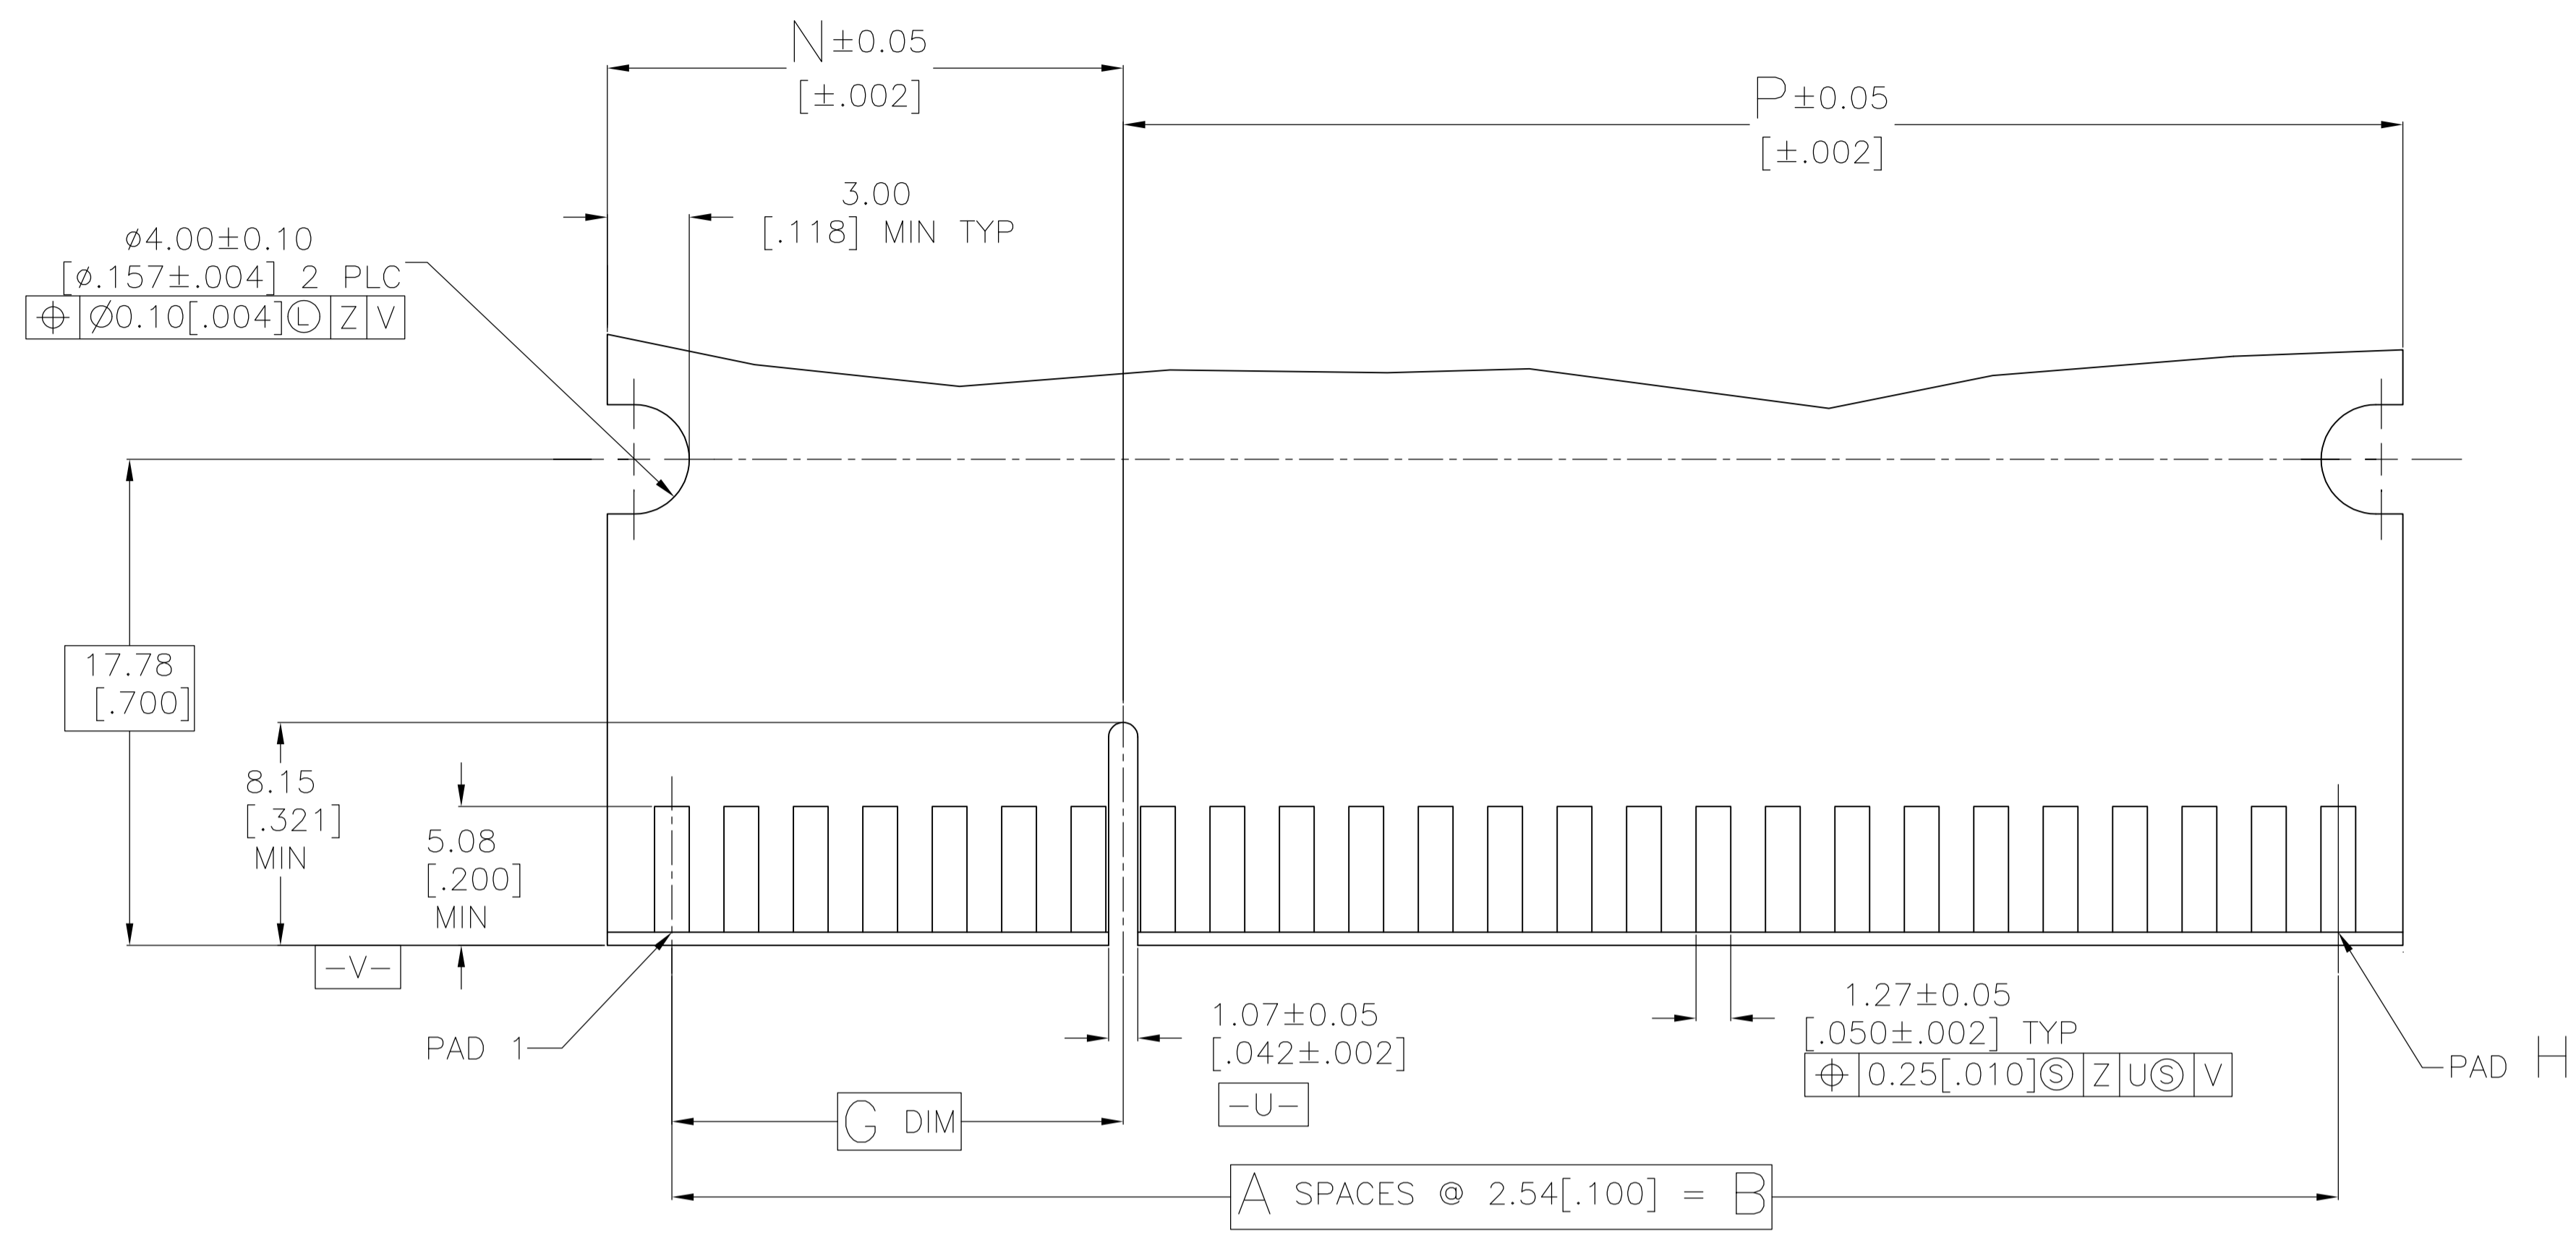 N±0.05
[±.002]
P±0.05
[±.002]
3.00
[.118] MIN TYP
⌀4.00±0.10
[⌀.157±.004] 2 PLC
⌖ ⌀0.10[.004]Ⓛ Z V
17.78
[.700]
8.15
[.321]
MIN
5.08
[.200]
MIN
-V-
PAD 1
1.07±0.05
[.042±.002]
-U-
1.27±0.05
[.050±.002] TYP
⌖ 0.25[.010]Ⓢ Z UⓈ V
PAD H
G DIM
A SPACES @ 2.54[.100] = B